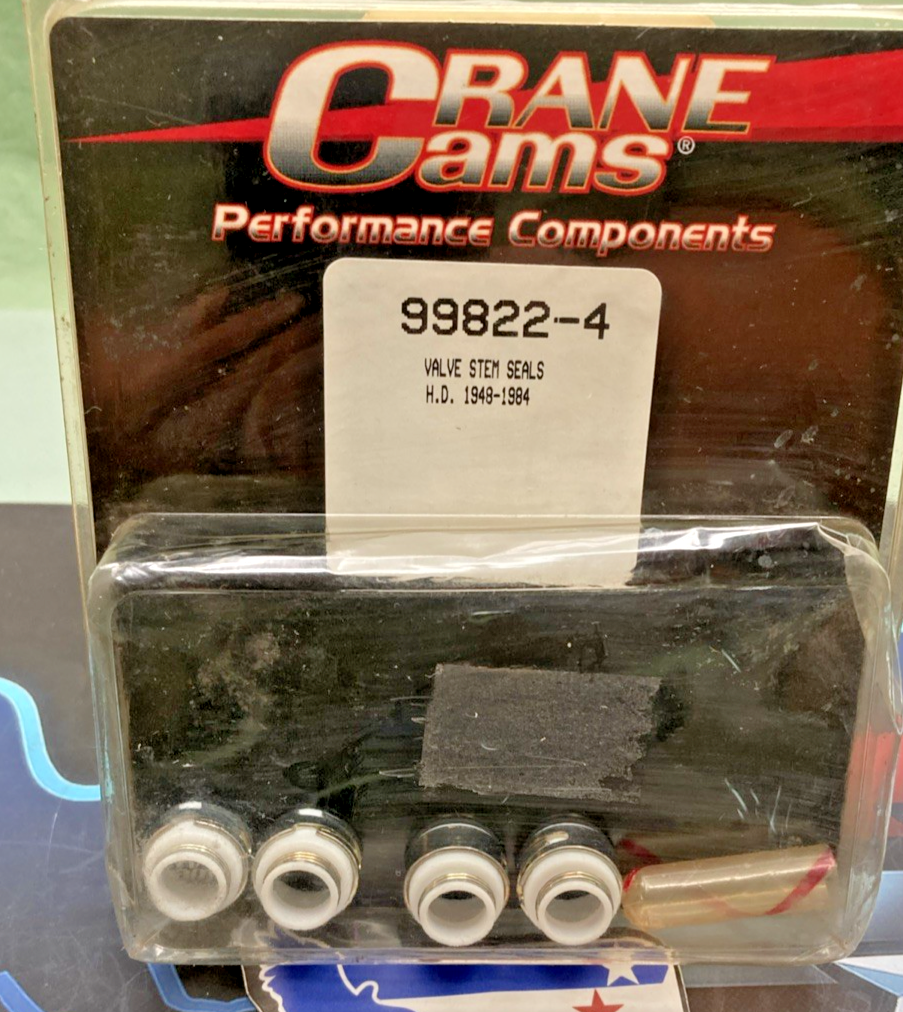 CRANE
Cams®
Performance Components
99822-4
VALVE STEM SEALS
H.D. 1948-1984